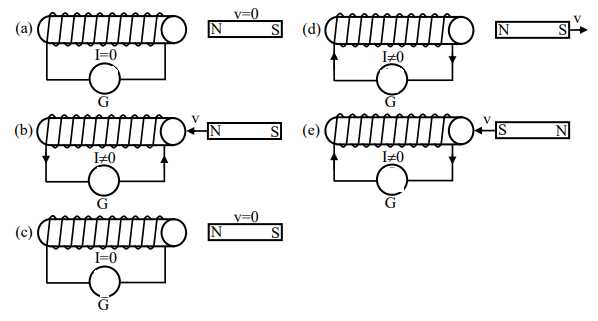 (a) N v=0 S
I=0
G
(b) v N S
I≠0
G
(c) v=0 N S
I=0
G
(d) N S v
I≠0
G
(e) v S N
I≠0
G